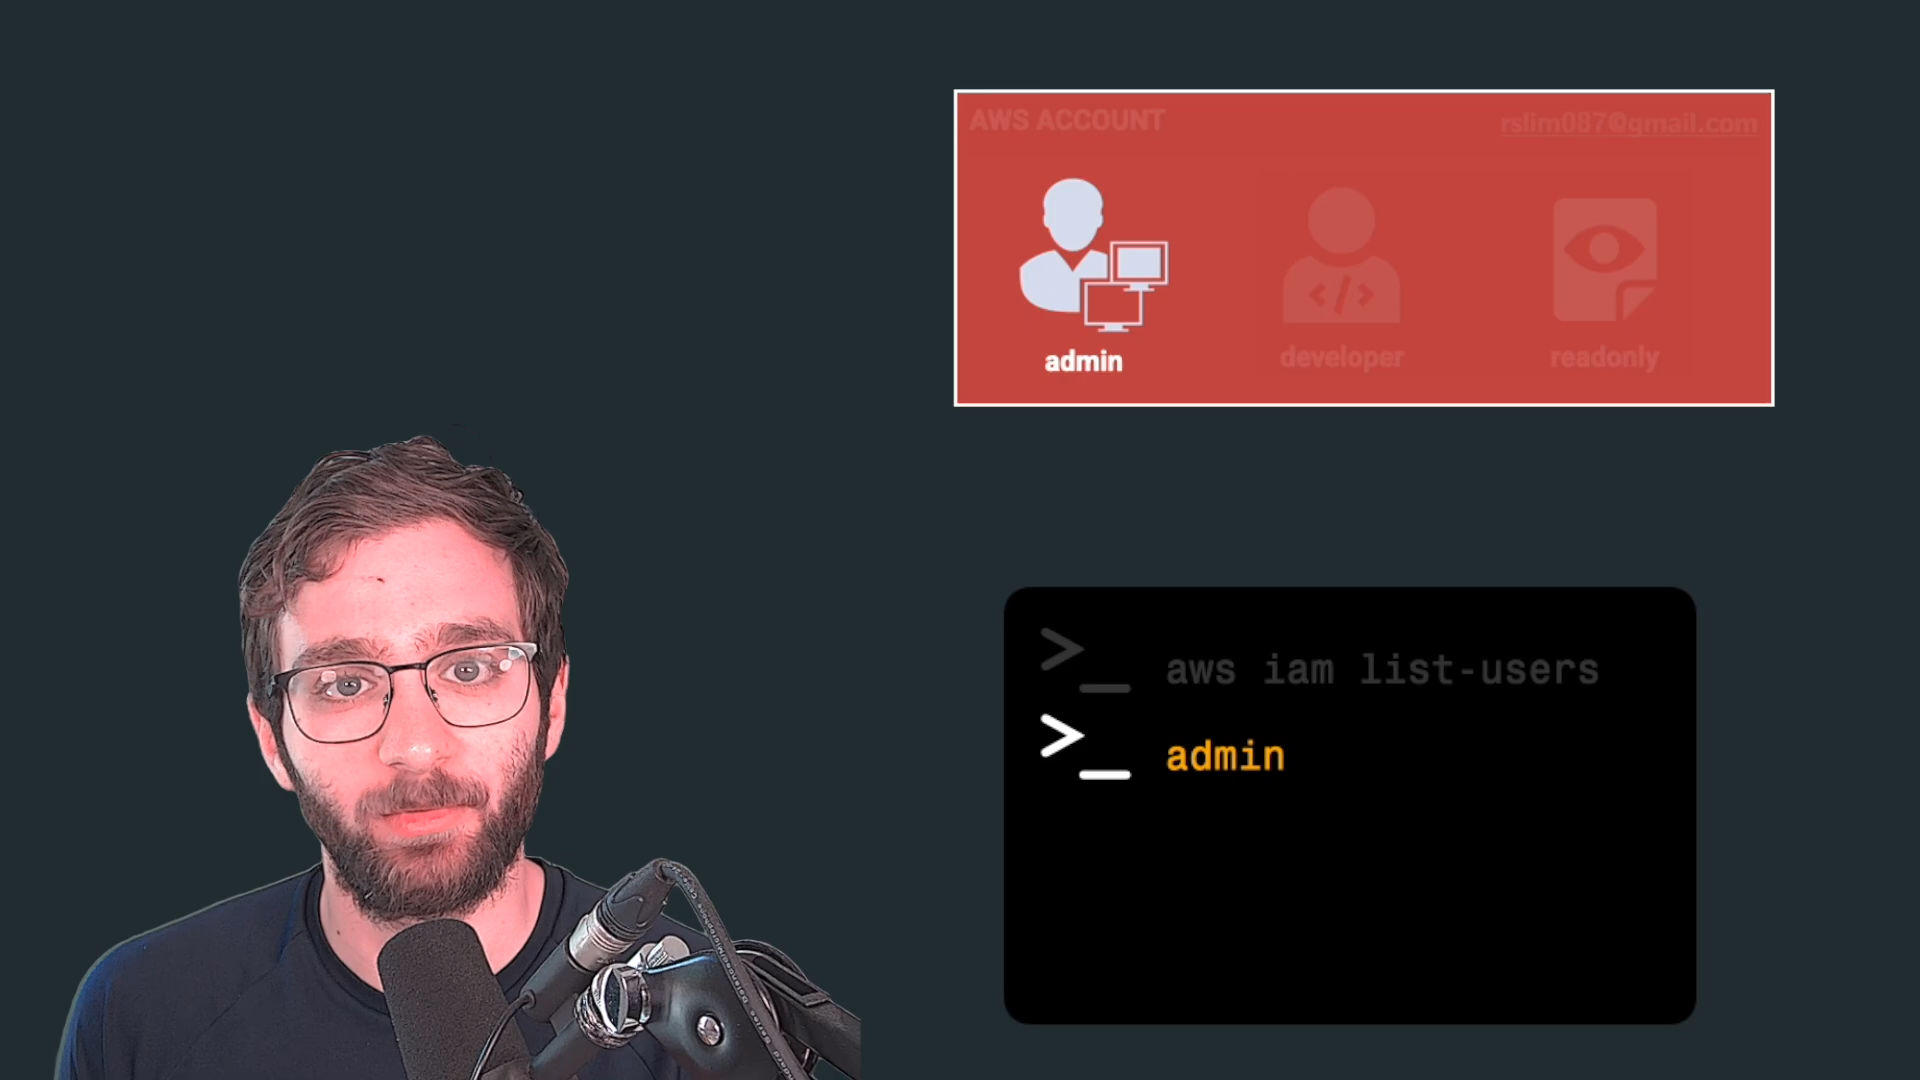 AWS ACCOUNT
rslim087@gmail.com
admin
developer
readonly
>_ aws iam list-users
>_ admin